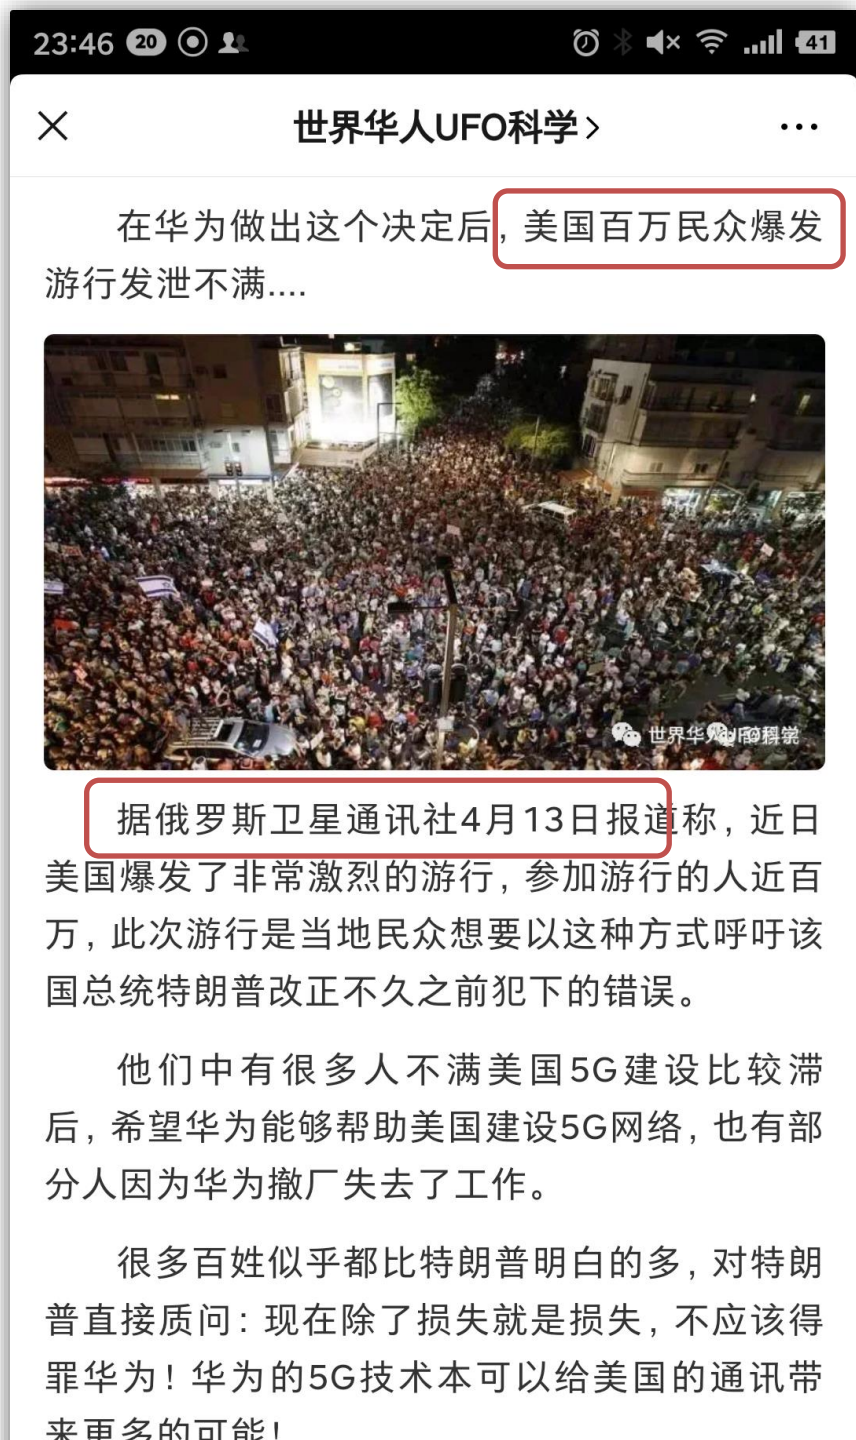 23:46 20 41
世界华人UFO科学
在华为做出这个决定后，美国百万民众爆发
游行发泄不满....
世界华人UFO科学
据俄罗斯卫星通讯社4月13日报道称，近日
美国爆发了非常激烈的游行，参加游行的人近百
万，此次游行是当地民众想要以这种方式呼吁该
国总统特朗普改正不久之前犯下的错误。
他们中有很多人不满美国5G建设比较滞
后，希望华为能够帮助美国建设5G网络，也有部
分人因为华为撤厂失去了工作。
很多百姓似乎都比特朗普明白的多，对特朗
普直接质问：现在除了损失就是损失，不应该得
罪华为！华为的5G技术本可以给美国的通讯带
来更多的可能！